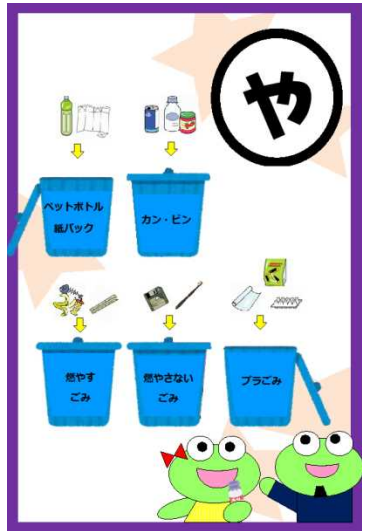 や
ペットボトル
紙パック
カン・ビン
燃やす
ごみ
燃やさない
ごみ
プラごみ